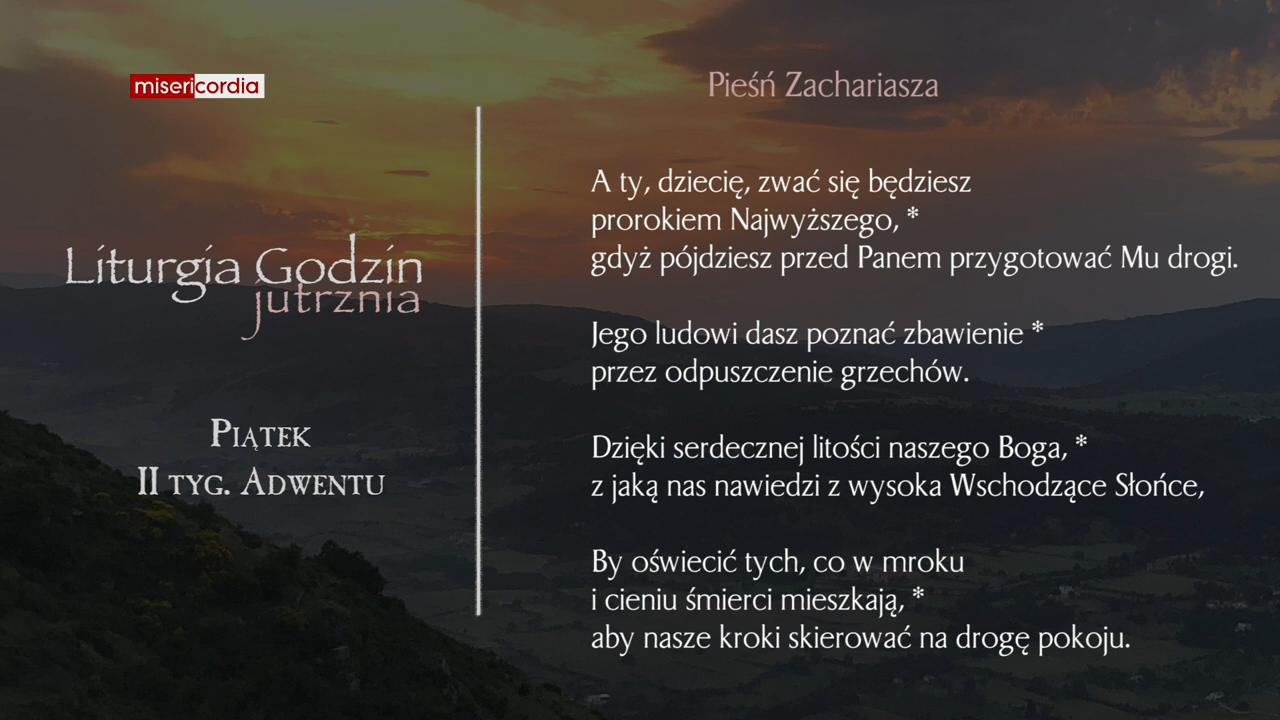 misericordia
Liturgia Godzin
jutrznia
Piątek
II tyg. Adwentu
Pieśń Zachariasza
A ty, dziecię, zwać się będziesz
prorokiem Najwyższego, *
gdyż pójdziesz przed Panem przygotować Mu drogi.
Jego ludowi dasz poznać zbawienie *
przez odpuszczenie grzechów.
Dzięki serdecznej litości naszego Boga, *
z jaką nas nawiedzi z wysoka Wschodzące Słońce,
By oświecić tych, co w mroku
i cieniu śmierci mieszkają, *
aby nasze kroki skierować na drogę pokoju.